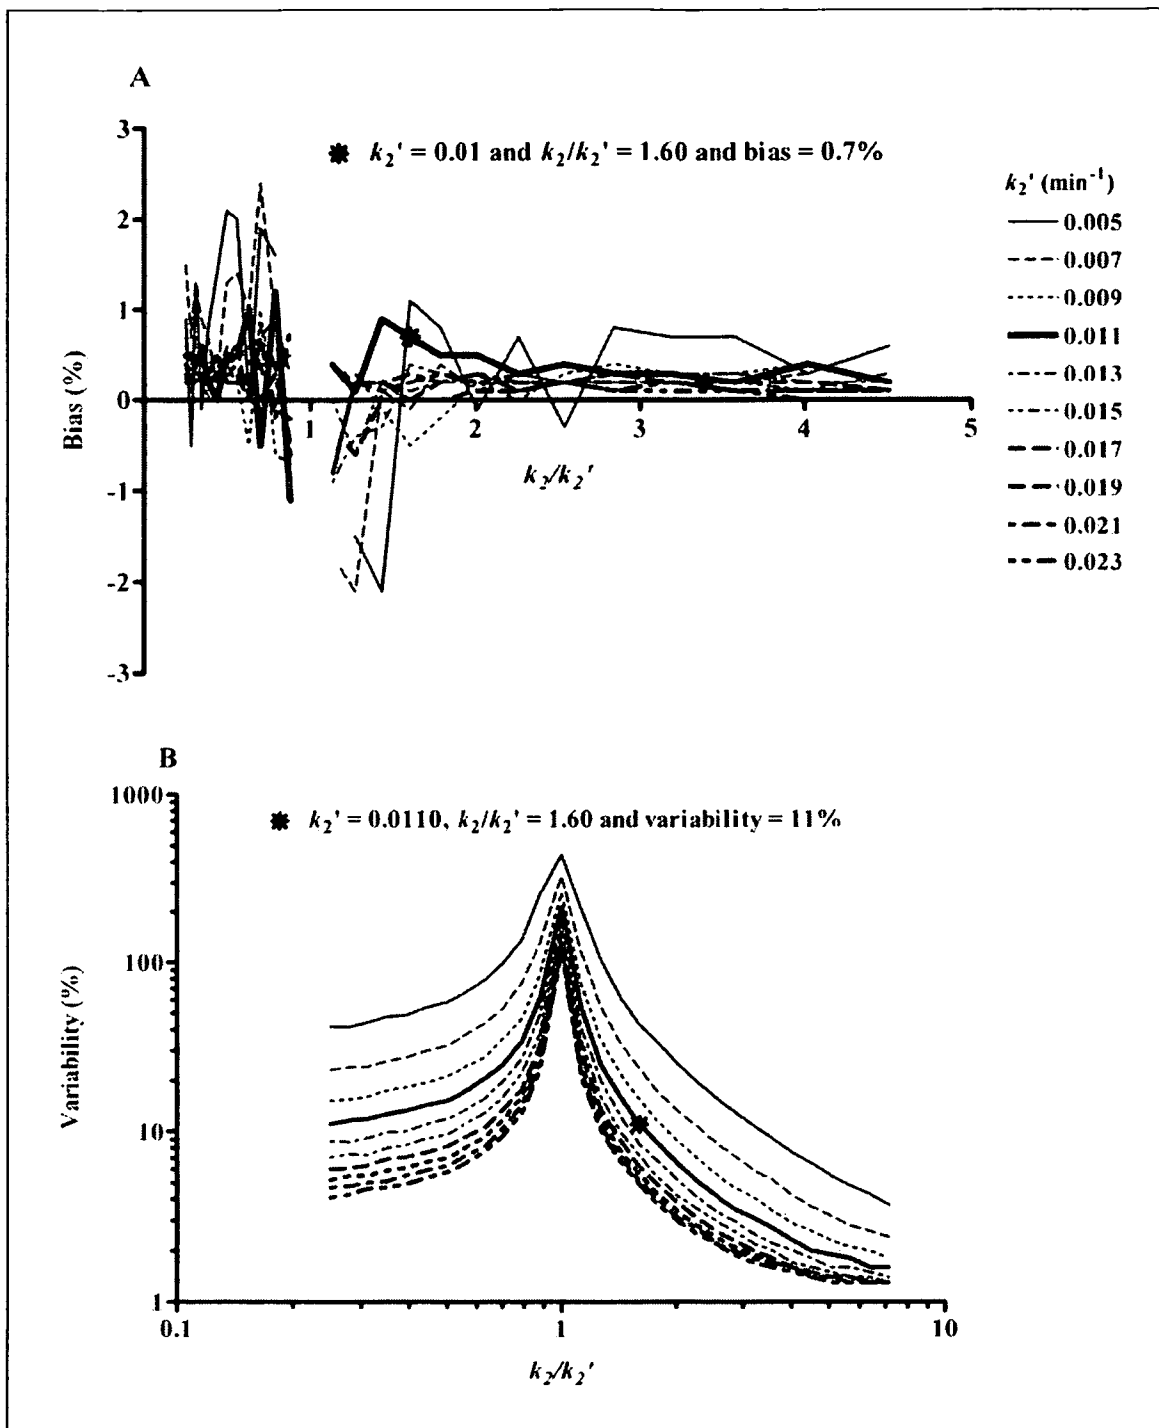 A
✱ k₂' = 0.01 and k₂/k₂' = 1.60 and bias = 0.7%
3
2
1
0
-1
-2
-3
Bias (%)
1 2 3 4 5
k₂/k₂'
k₂' (min⁻¹)
0.005
0.007
0.009
0.011
0.013
0.015
0.017
0.019
0.021
0.023
B
✱ k₂' = 0.0110, k₂/k₂' = 1.60 and variability = 11%
1000
100
10
1
Variability (%)
0.1 1 10
k₂/k₂'